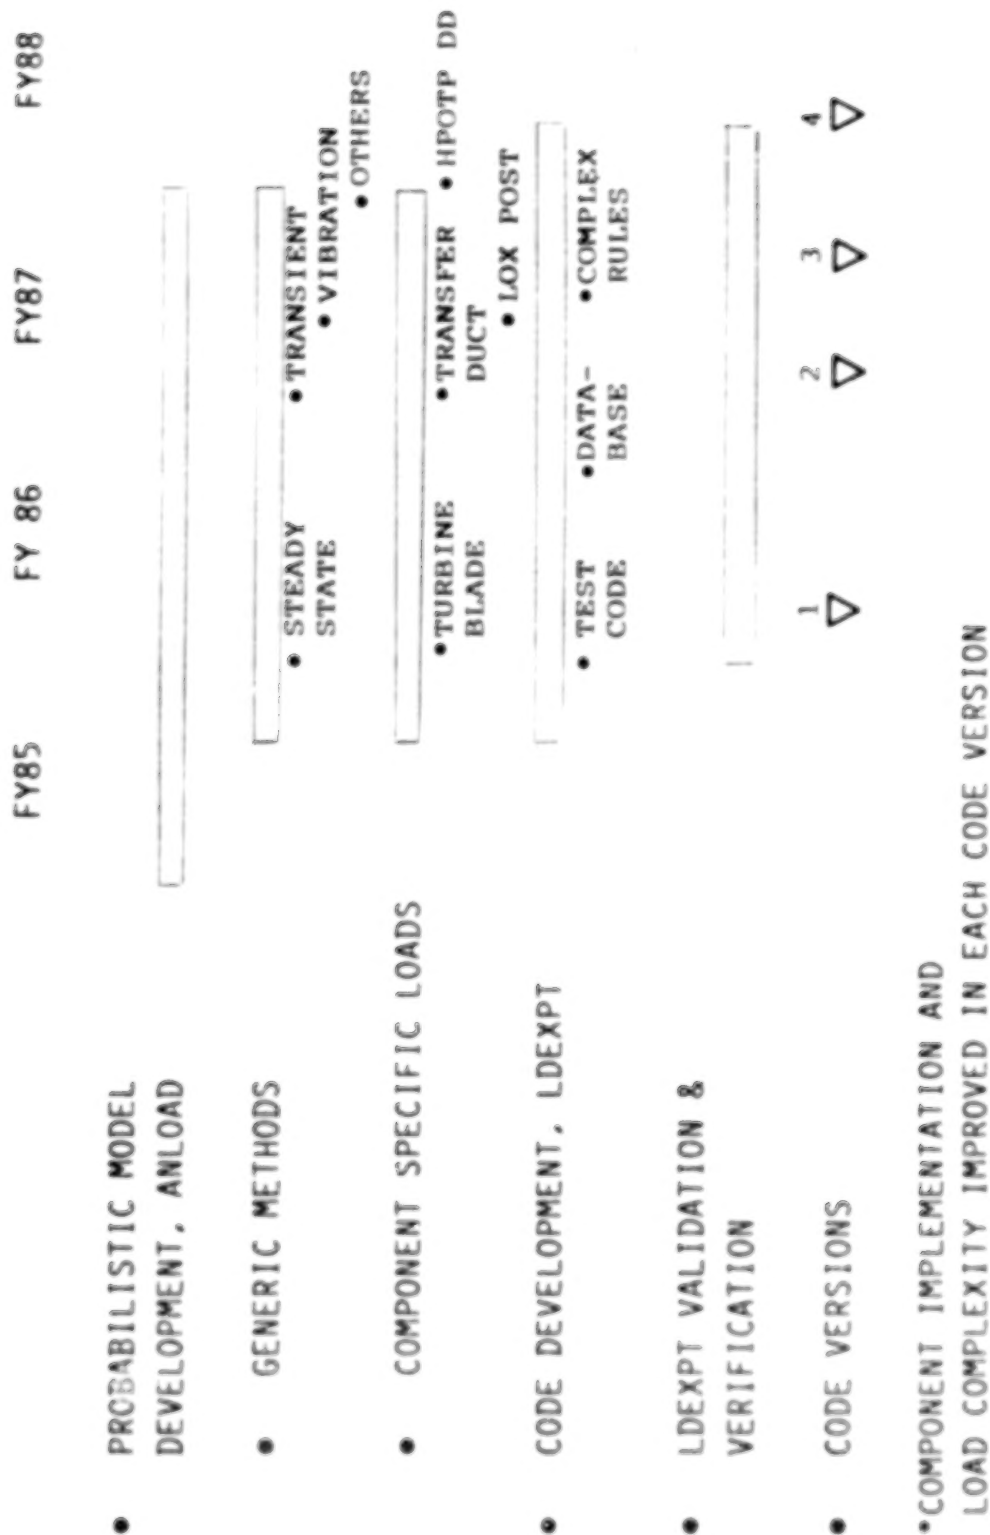 FY85 FY 86 FY87 FY88
• PROBABILISTIC MODEL
DEVELOPMENT, ANLOAD
• GENERIC METHODS
• STEADY
STATE
• TRANSIENT
• VIBRATION
• OTHERS
• COMPONENT SPECIFIC LOADS
• TURBINE
BLADE
• TRANSFER
DUCT
• LOX POST
• HPOTP DD
• CODE DEVELOPMENT, LDEXPT
• TEST
CODE
• DATA-
BASE
• COMPLEX
RULES
• LDEXPT VALIDATION &
VERIFICATION
• CODE VERSIONS
1 2 3 4
• COMPONENT IMPLEMENTATION AND
LOAD COMPLEXITY IMPROVED IN EACH CODE VERSION